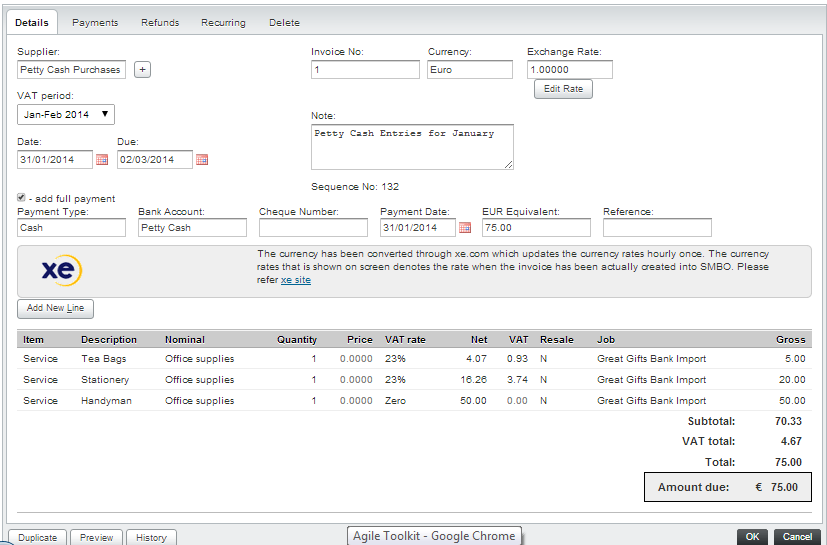 Details Payments Refunds Recurring Delete
Supplier: Invoice No: Currency: Exchange Rate:
Petty Cash Purchases + 1 Euro 1.00000
Edit Rate
VAT period:
Jan-Feb 2014
Note:
Petty Cash Entries for January
Date: Due:
31/01/2014 02/03/2014
Sequence No: 132
- add full payment
Payment Type: Bank Account: Cheque Number: Payment Date: EUR Equivalent: Reference:
Cash Petty Cash 31/01/2014 75.00
xe
The currency has been converted through xe.com which updates the currency rates hourly once. The currency
rates that is shown on screen denotes the rate when the invoice has been actually created into SMBO. Please
refer xe site
Add New Line
Item Description Nominal Quantity Price VAT rate Net VAT Resale Job Gross
Service Tea Bags Office supplies 1 0.0000 23% 4.07 0.93 N Great Gifts Bank Import 5.00
Service Stationery Office supplies 1 0.0000 23% 16.26 3.74 N Great Gifts Bank Import 20.00
Service Handyman Office supplies 1 0.0000 Zero 50.00 0.00 N Great Gifts Bank Import 50.00
Subtotal: 70.33
VAT total: 4.67
Total: 75.00
Amount due: € 75.00
Duplicate Preview History Agile Toolkit - Google Chrome OK Cancel